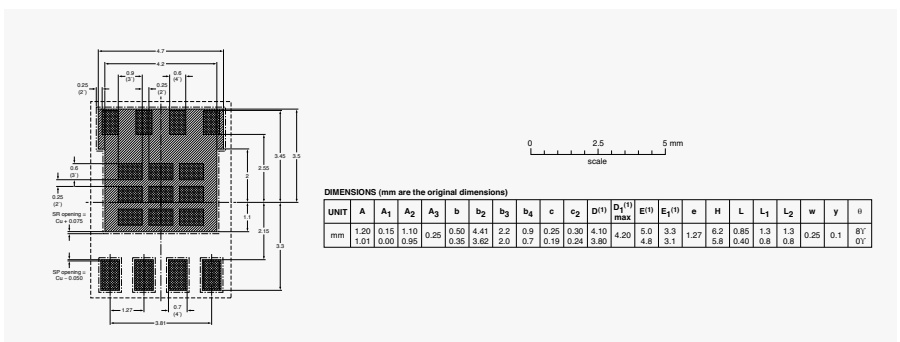 4.7
4.2
0.9
(3˚)
0.6
(4˚)
0.25
(2˚)
0.25
(2˚)
3.45
3.5
2.55
2
0.6
(3˚)
0.25
(2˚)
SR opening =
Cu + 0.075
1.1
2.15
3.3
SP opening =
Cu – 0.050
1.27
0.7
(4˚)
3.81
0 2.5 5 mm
scale
DIMENSIONS (mm are the original dimensions)
UNIT A A1 A2 A3 b b2 b3 b4 c c2 D(1) D1(1) max E(1) E1(1) e H L L1 L2 w y θ
mm 1.20 0.15 1.10 0.25 0.50 4.41 2.2 0.9 0.25 0.30 4.10 4.20 5.0 3.3 1.27 6.2 0.85 1.3 1.3 0.25 0.1 8ϒ
1.01 0.00 0.95 0.35 3.62 2.0 0.7 0.19 0.24 3.80 4.8 3.1 5.8 0.40 0.8 0.8 0ϒ